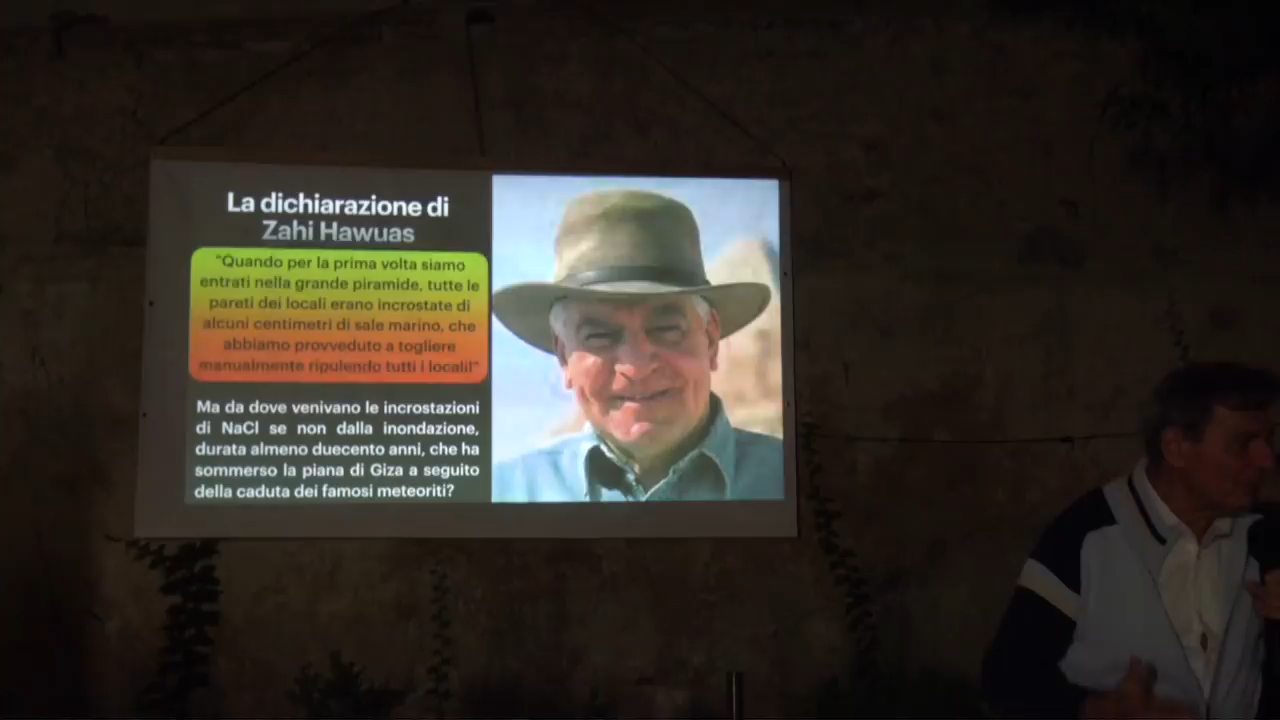 La dichiarazione di
Zahi Hawuas
"Quando per la prima volta siamo
entrati nella grande piramide, tutte le
pareti dei locali erano incrostate di
alcuni centimetri di sale marino, che
abbiamo provveduto a togliere
manualmente ripulendo tutti i locali!"
Ma da dove venivano le incrostazioni
di NaCl se non dalla inondazione,
durata almeno duecento anni, che ha
sommerso la piana di Giza a seguito
della caduta dei famosi meteoriti?